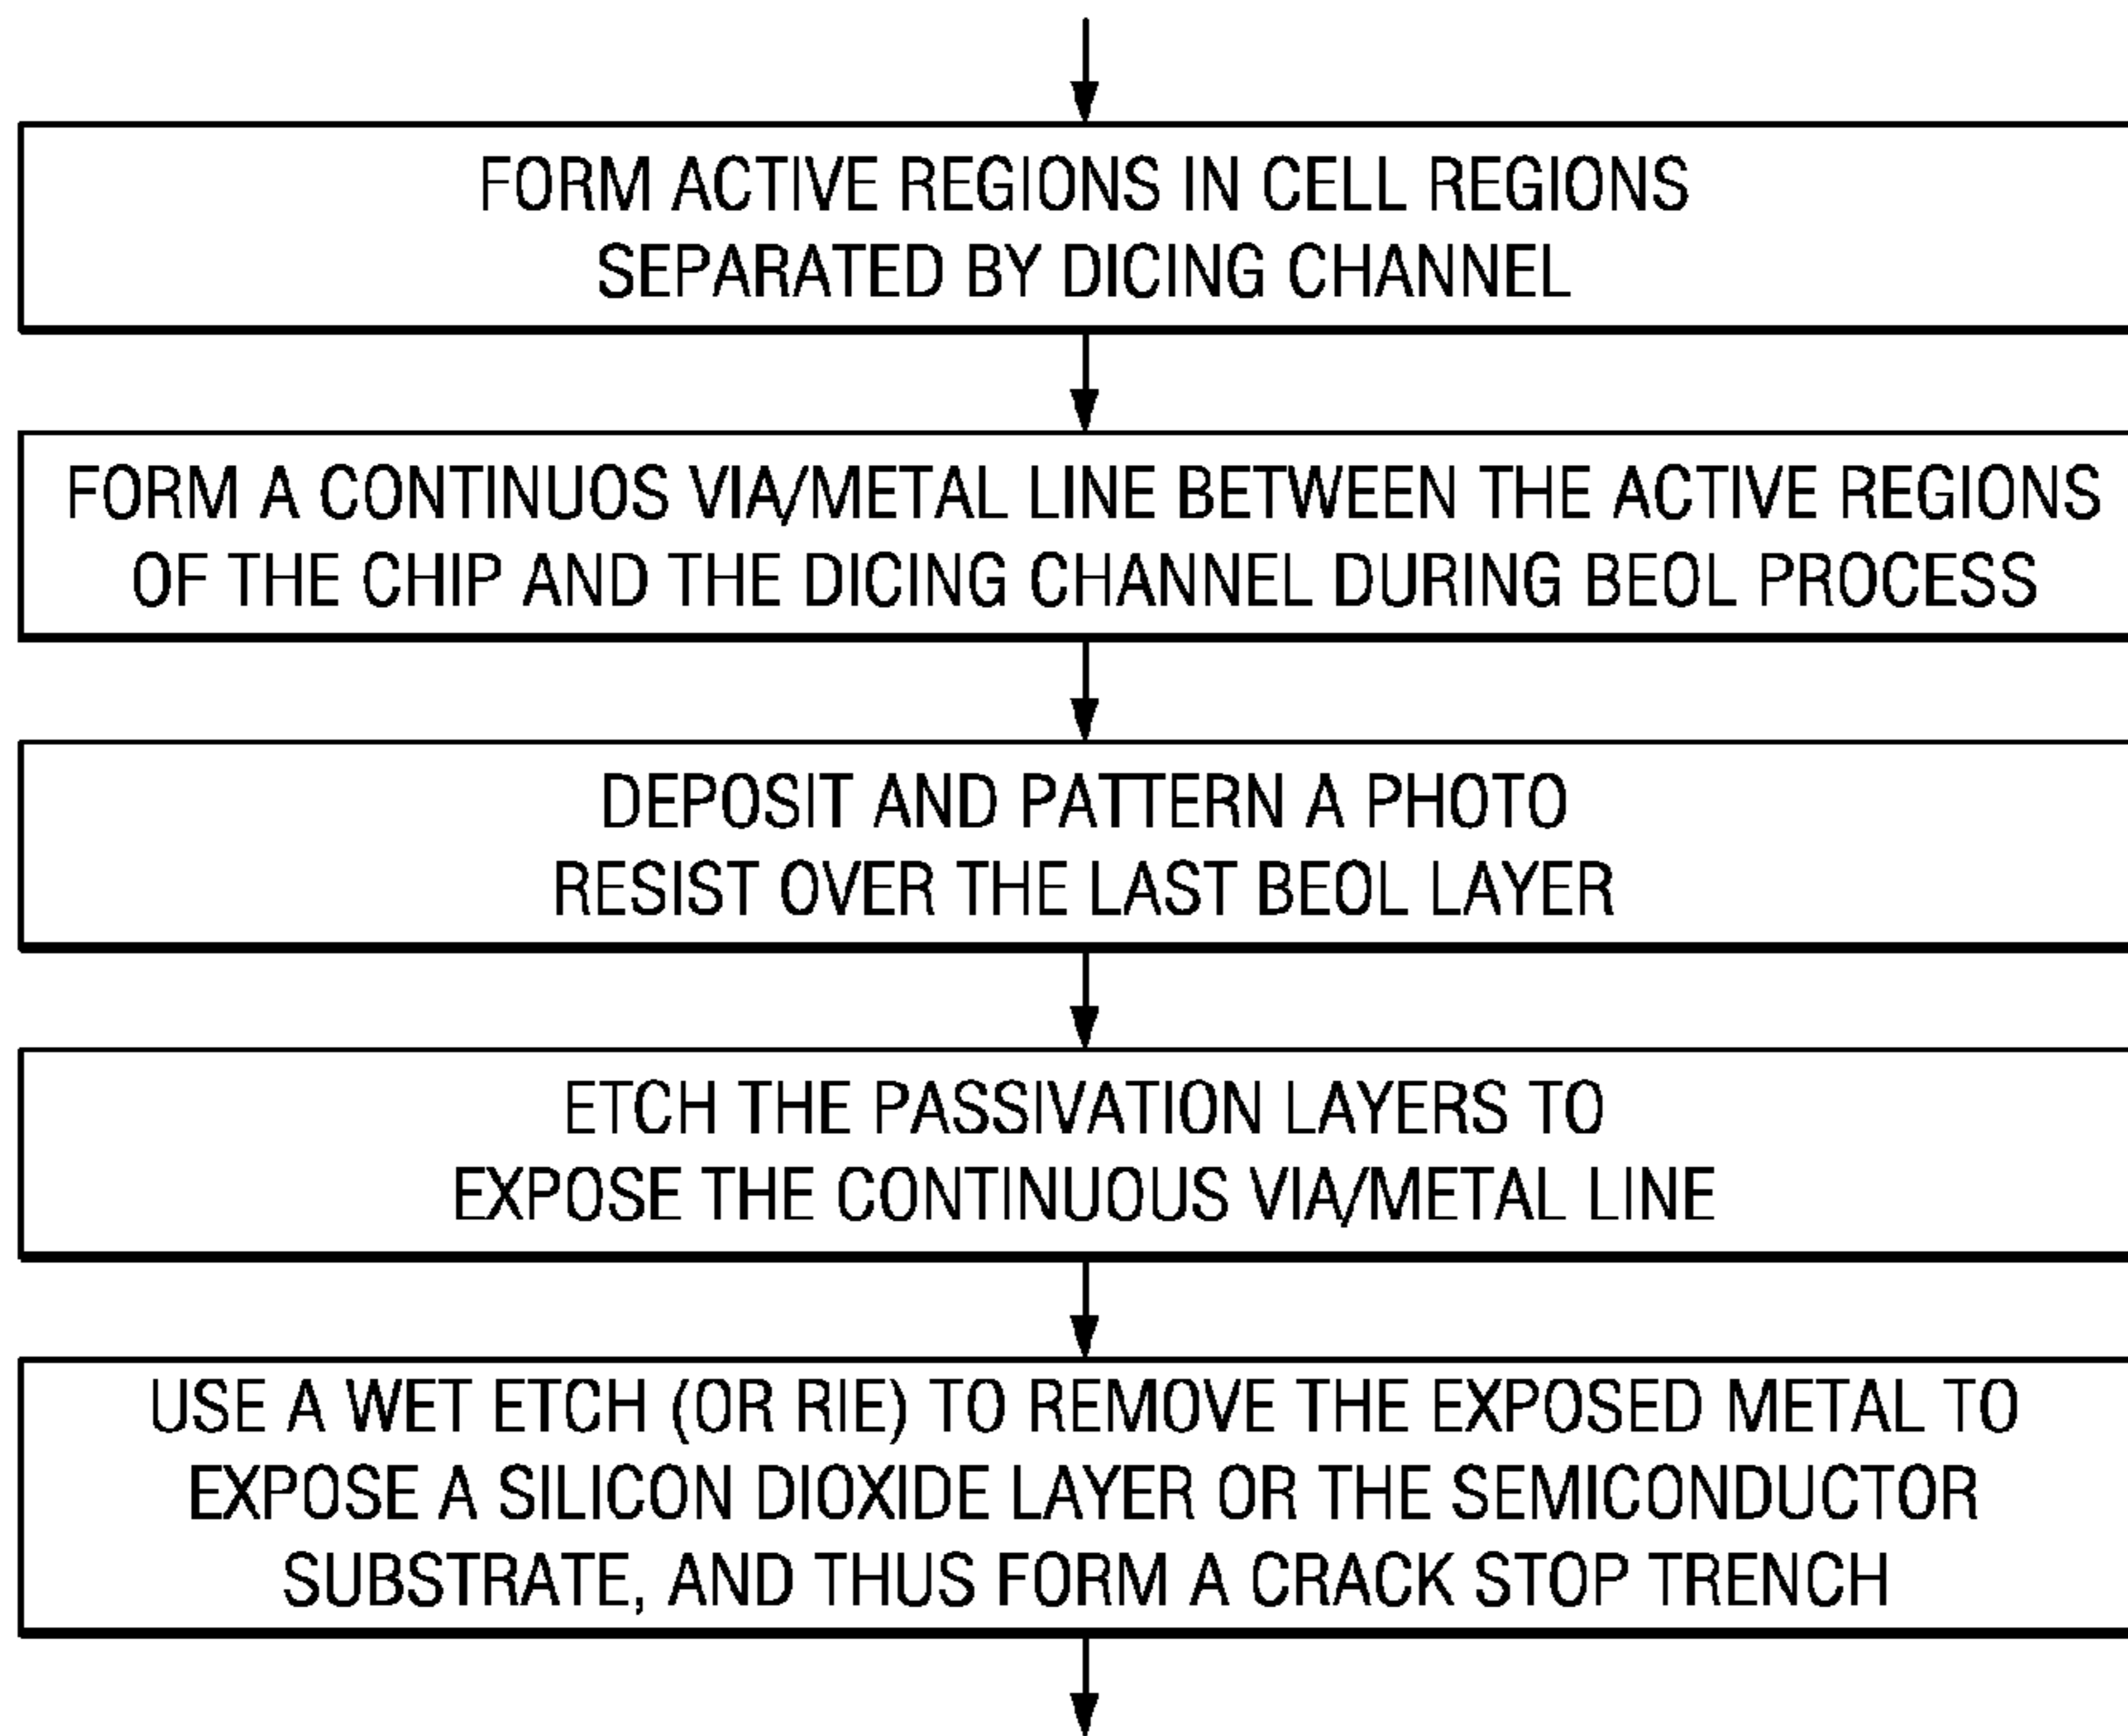 FORM ACTIVE REGIONS IN CELL REGIONS
SEPARATED BY DICING CHANNEL
FORM A CONTINUOS VIA/METAL LINE BETWEEN THE ACTIVE REGIONS
OF THE CHIP AND THE DICING CHANNEL DURING BEOL PROCESS
DEPOSIT AND PATTERN A PHOTO
RESIST OVER THE LAST BEOL LAYER
ETCH THE PASSIVATION LAYERS TO
EXPOSE THE CONTINUOUS VIA/METAL LINE
USE A WET ETCH (OR RIE) TO REMOVE THE EXPOSED METAL TO
EXPOSE A SILICON DIOXIDE LAYER OR THE SEMICONDUCTOR
SUBSTRATE, AND THUS FORM A CRACK STOP TRENCH